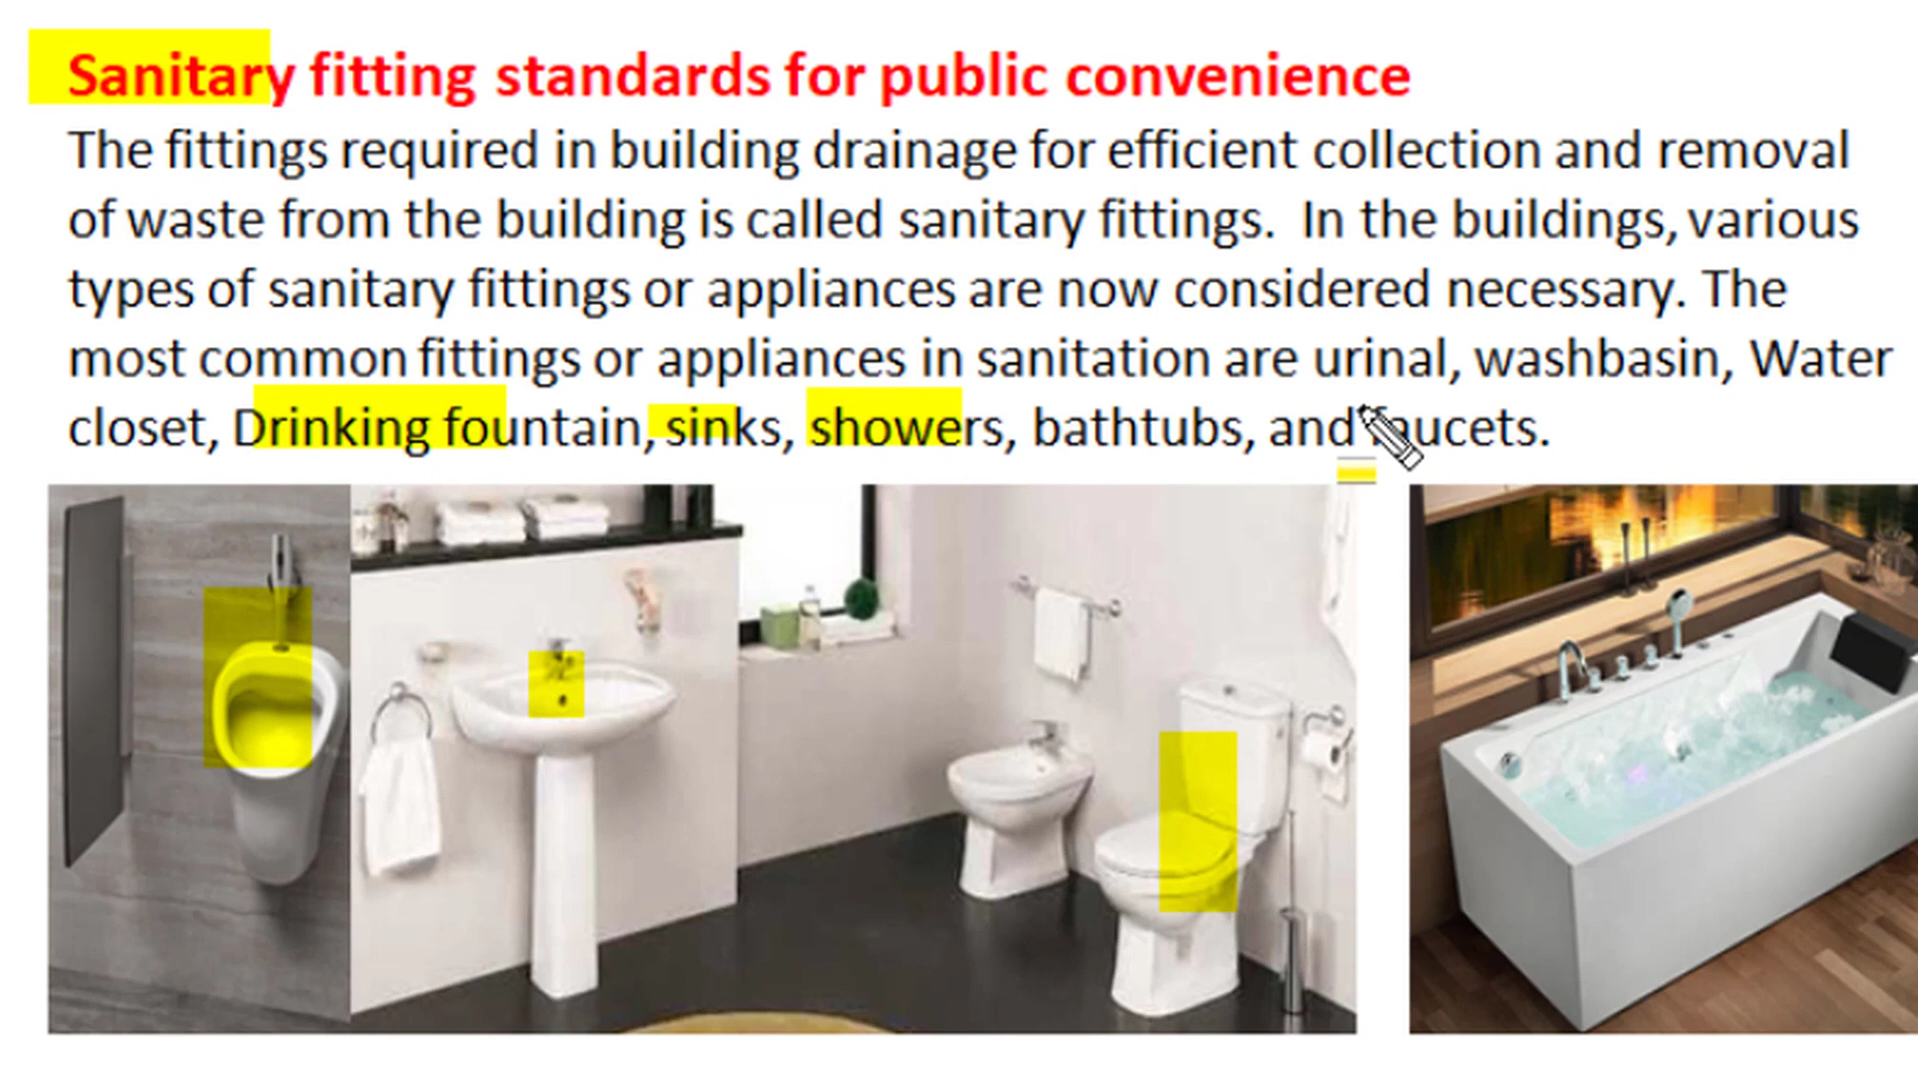 Sanitary fitting standards for public convenience
The fittings required in building drainage for efficient collection and removal
of waste from the building is called sanitary fittings. In the buildings, various
types of sanitary fittings or appliances are now considered necessary. The
most common fittings or appliances in sanitation are urinal, washbasin, Water
closet, Drinking fountain, sinks, showers, bathtubs, and faucets.